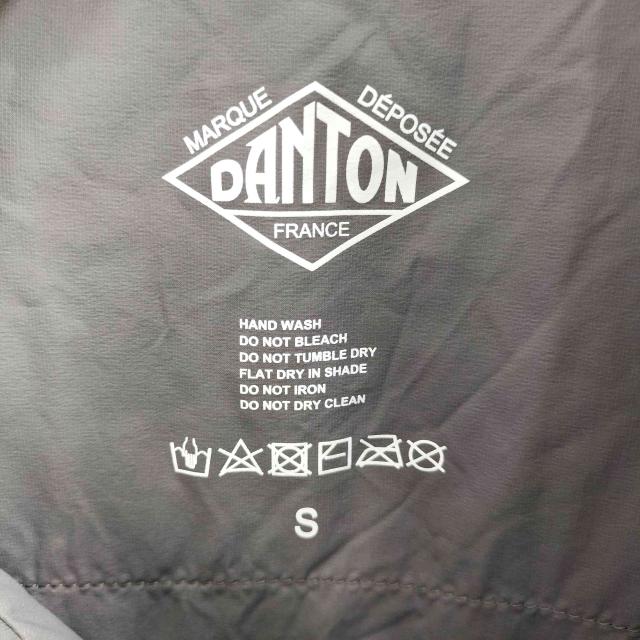 MARQUE DÉPOSÉE
DANTON
FRANCE
HAND WASH
DO NOT BLEACH
DO NOT TUMBLE DRY
FLAT DRY IN SHADE
DO NOT IRON
DO NOT DRY CLEAN
S